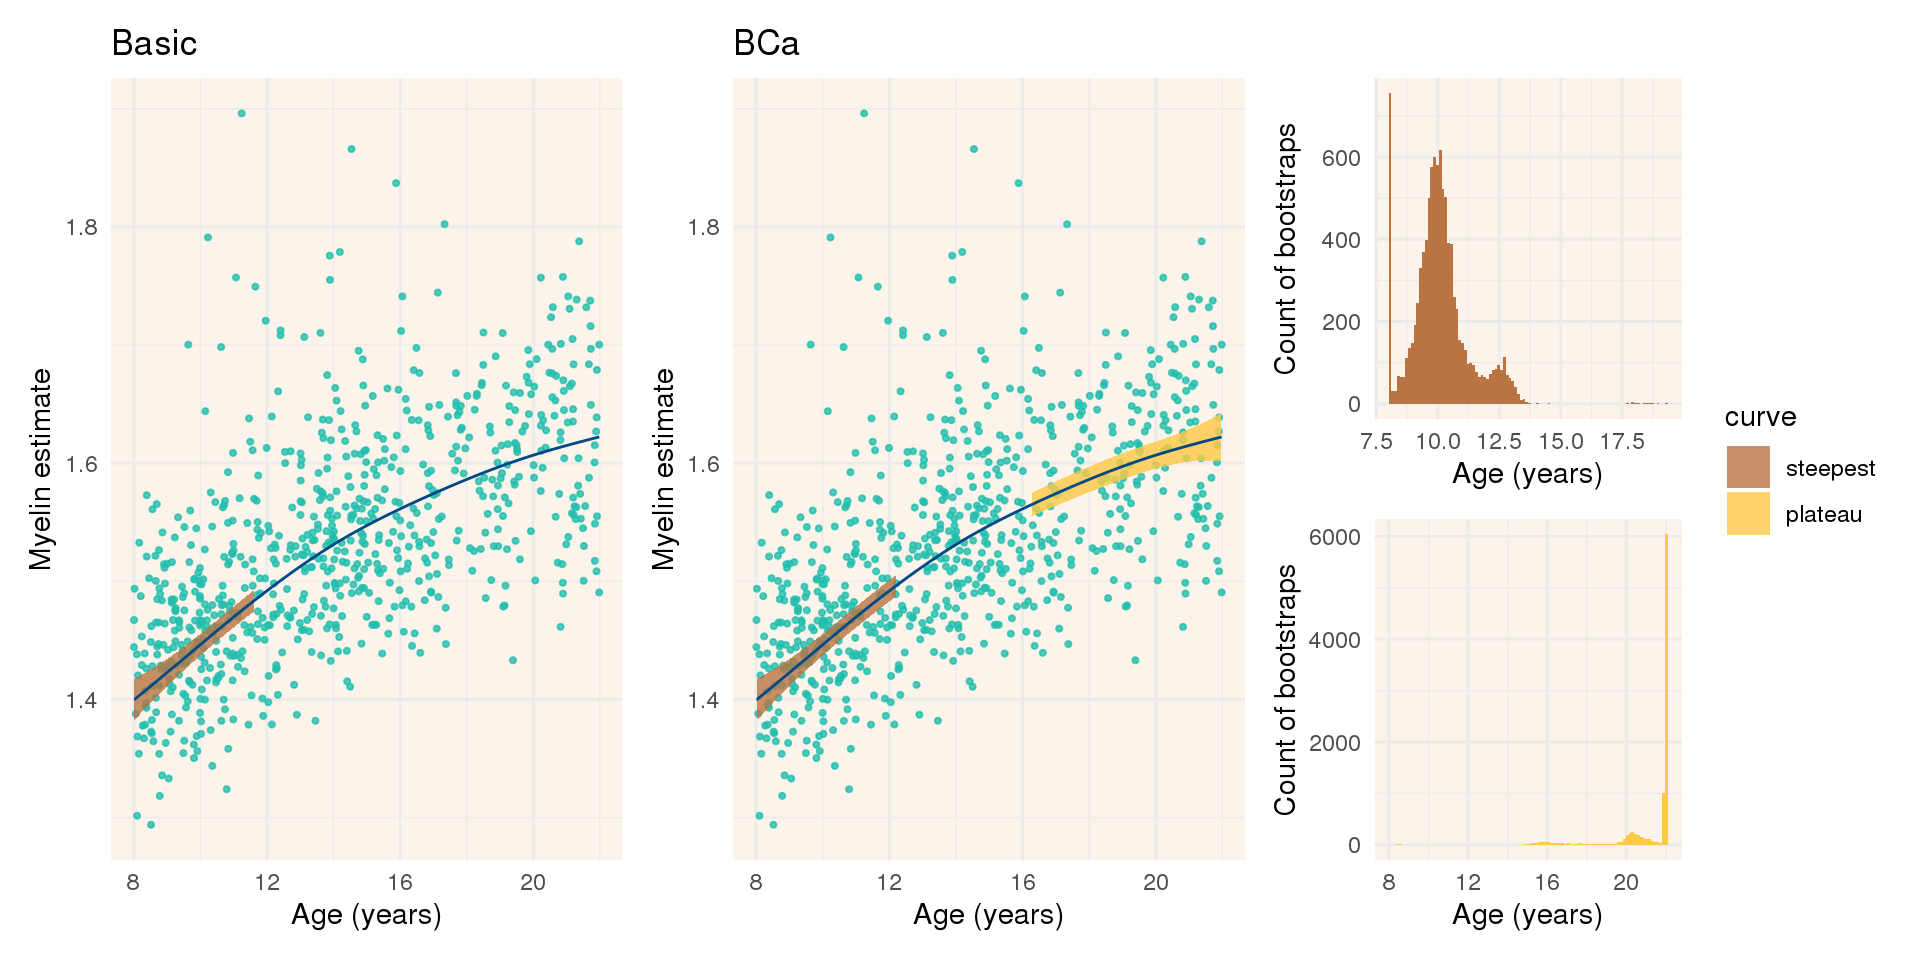 Basic
Myelin estimate
1.8
1.6
1.4
8 12 16 20
Age (years)
BCa
Myelin estimate
1.8
1.6
1.4
8 12 16 20
Age (years)
Count of bootstraps
600
400
200
0
7.5 10.0 12.5 15.0 17.5
Age (years)
Count of bootstraps
6000
4000
2000
0
8 12 16 20
Age (years)
curve
steepest
plateau